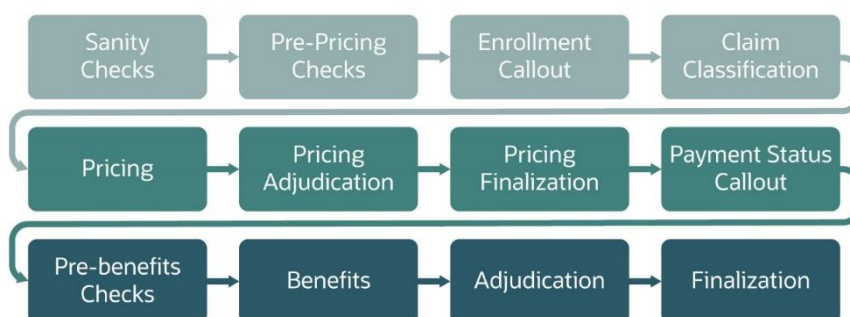 Sanity
Checks
Pre-Pricing
Checks
Enrollment
Callout
Claim
Classification
Pricing
Pricing
Adjudication
Pricing
Finalization
Payment Status
Callout
Pre-benefits
Checks
Benefits
Adjudication
Finalization